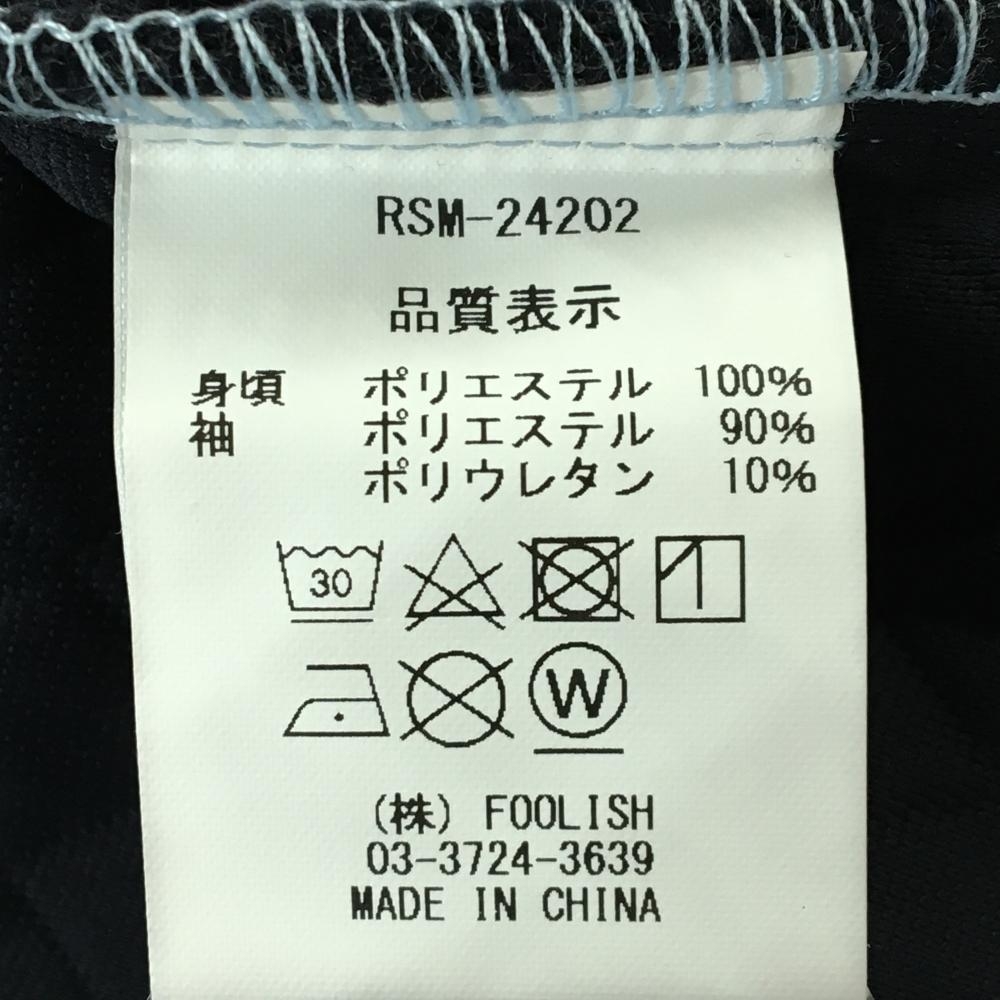 RSM-24202
品質表示
身頃 ポリエステル 100%
袖 ポリエステル 90%
ポリウレタン 10%
30
W
(株) FOOLISH
03-3724-3639
MADE IN CHINA